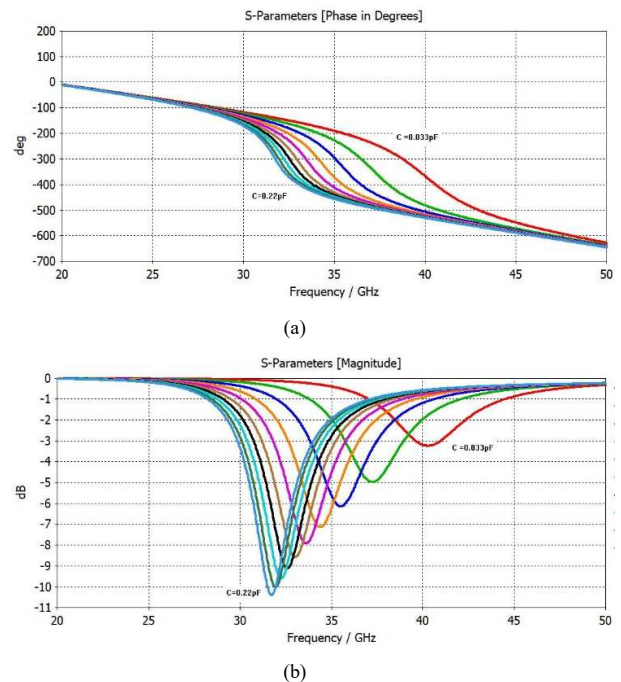 S-Parameters [Phase in Degrees]
200
100
0
-100
-200
-300
-400
-500
-600
-700
deg
C =0.033pF
C=0.22pF
20 25 30 35 40 45 50
Frequency / GHz
(a)
S-Parameters [Magnitude]
0
-1
-2
-3
-4
-5
-6
-7
-8
-9
-10
-11
dB
C =0.033pF
C=0.22pF
20 25 30 35 40 45 50
Frequency / GHz
(b)